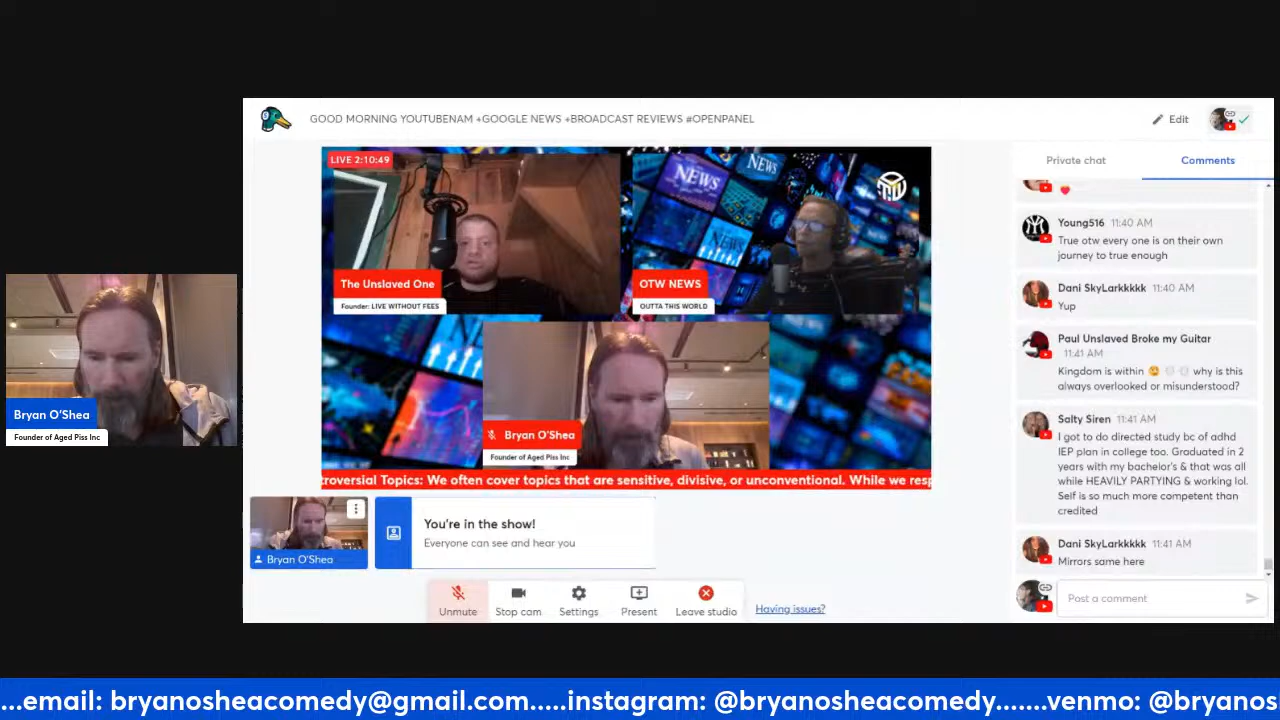 GOOD MORNING YOUTUBENAM +GOOGLE NEWS +BROADCAST REVIEWS #OPENPANEL
Edit
LIVE 2:10:49
NEWS
NEWS
NEWS
NEWS
The Unslaved One
Founder: LIVE WITHOUT FEES
OTW NEWS
OUTTA THIS WORLD
Bryan O'Shea
Founder of Aged Piss Inc
troversial Topics: We often cover topics that are sensitive, divisive, or unconventional. While we resp
Bryan O'Shea
Founder of Aged Piss Inc
Bryan O'Shea
You're in the show!
Everyone can see and hear you
Unmute
Stop cam
Settings
Present
Leave studio
Having issues?
Private chat
Comments
Young516 11:40 AM
True otw every one is on their own
journey to true enough
Dani SkyLarkkkkk 11:40 AM
Yup
Paul Unslaved Broke my Guitar
11:41 AM
Kingdom is within why is this
always overlooked or misunderstood?
Salty Siren 11:41 AM
I got to do directed study bc of adhd
IEP plan in college too. Graduated in 2
years with my bachelor's & that was all
while HEAVILY PARTYING & working lol.
Self is so much more competent than
credited
Dani SkyLarkkkkk 11:41 AM
Mirrors same here
Post a comment
...email: bryanosheacomedy@gmail.com.....instagram: @bryanosheacomedy.......venmo: @bryanos